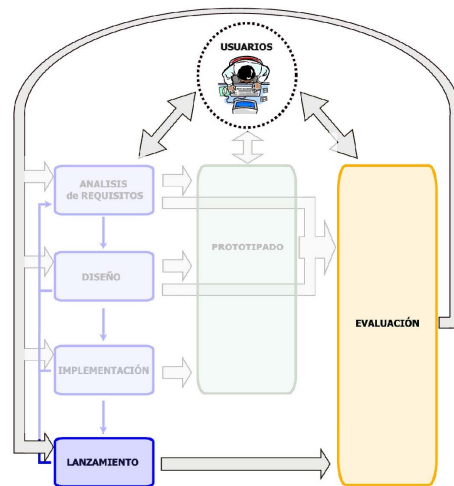 USUARIOS
ANALISIS
de REQUISITOS
PROTOTIPADO
DISEÑO
EVALUACIÓN
IMPLEMENTACIÓN
LANZAMIENTO